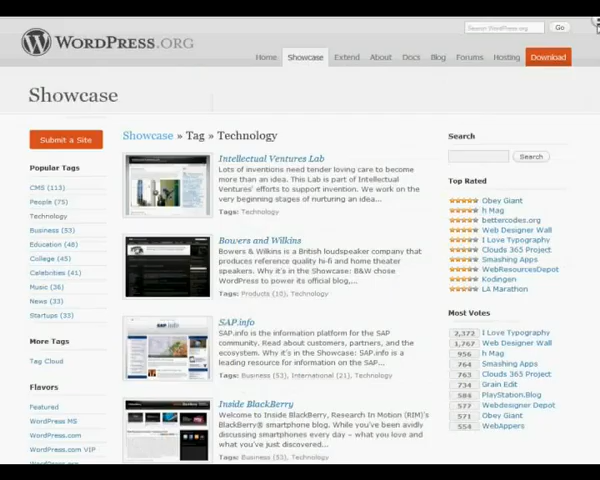 Search WordPress.org
Go
WORDPRESS.ORG
Home Showcase Extend About Docs Blog Forums Hosting Download
Showcase
Submit a Site
Popular Tags
CMS (113)
People (75)
Technology
Business (53)
Education (48)
College (45)
Celebrities (41)
Music (36)
News (33)
Startups (33)
More Tags
Tag Cloud
Flavors
Featured
WordPress MS
WordPress.com
WordPress.com VIP
WordPress.org
Showcase » Tag » Technology
Intellectual Ventures Lab
Lots of inventions need tender loving care to become
more than an idea. This Lab is part of Intellectual
Ventures' efforts to support invention. We work on the
very beginning stages of nurturing an idea...
Tags: Technology
Bowers and Wilkins
Bowers & Wilkins is a British loudspeaker company that
produces reference quality hi-fi and home theater
speakers. Why it's in the Showcase: B&W chose
WordPress to power its official blog,...
Tags: Products (15), Technology
SAP.info
SAP.info is the information platform for the SAP
community. Read about customers, partners, and the
ecosystem. Why it's in the Showcase: SAP.info is a
leading resource for information on SAP...
Tags: Business (53), International (21), Technology
Inside BlackBerry
Welcome to Inside BlackBerry, Research In Motion (RIM)'s
BlackBerry® smartphone blog. While you've been avidly
discussing smartphones every day – what you love and
what you've just discovered...
Tags: Business (53), Technology
Search
Search
Top Rated
Obey Giant
h Mag
bettercodes.org
Web Designer Wall
I Love Typography
Clouds 365 Project
Smashing Apps
WebResourcesDepot
Kodingen
LA Marathon
Most Votes
2,372 I Love Typography
1,767 Web Designer Wall
956 h Mag
764 Smashing Apps
763 Clouds 365 Project
734 Grain Edit
584 PlayStation.Blog
577 Webdesigner Depot
571 Obey Giant
554 WebAppers